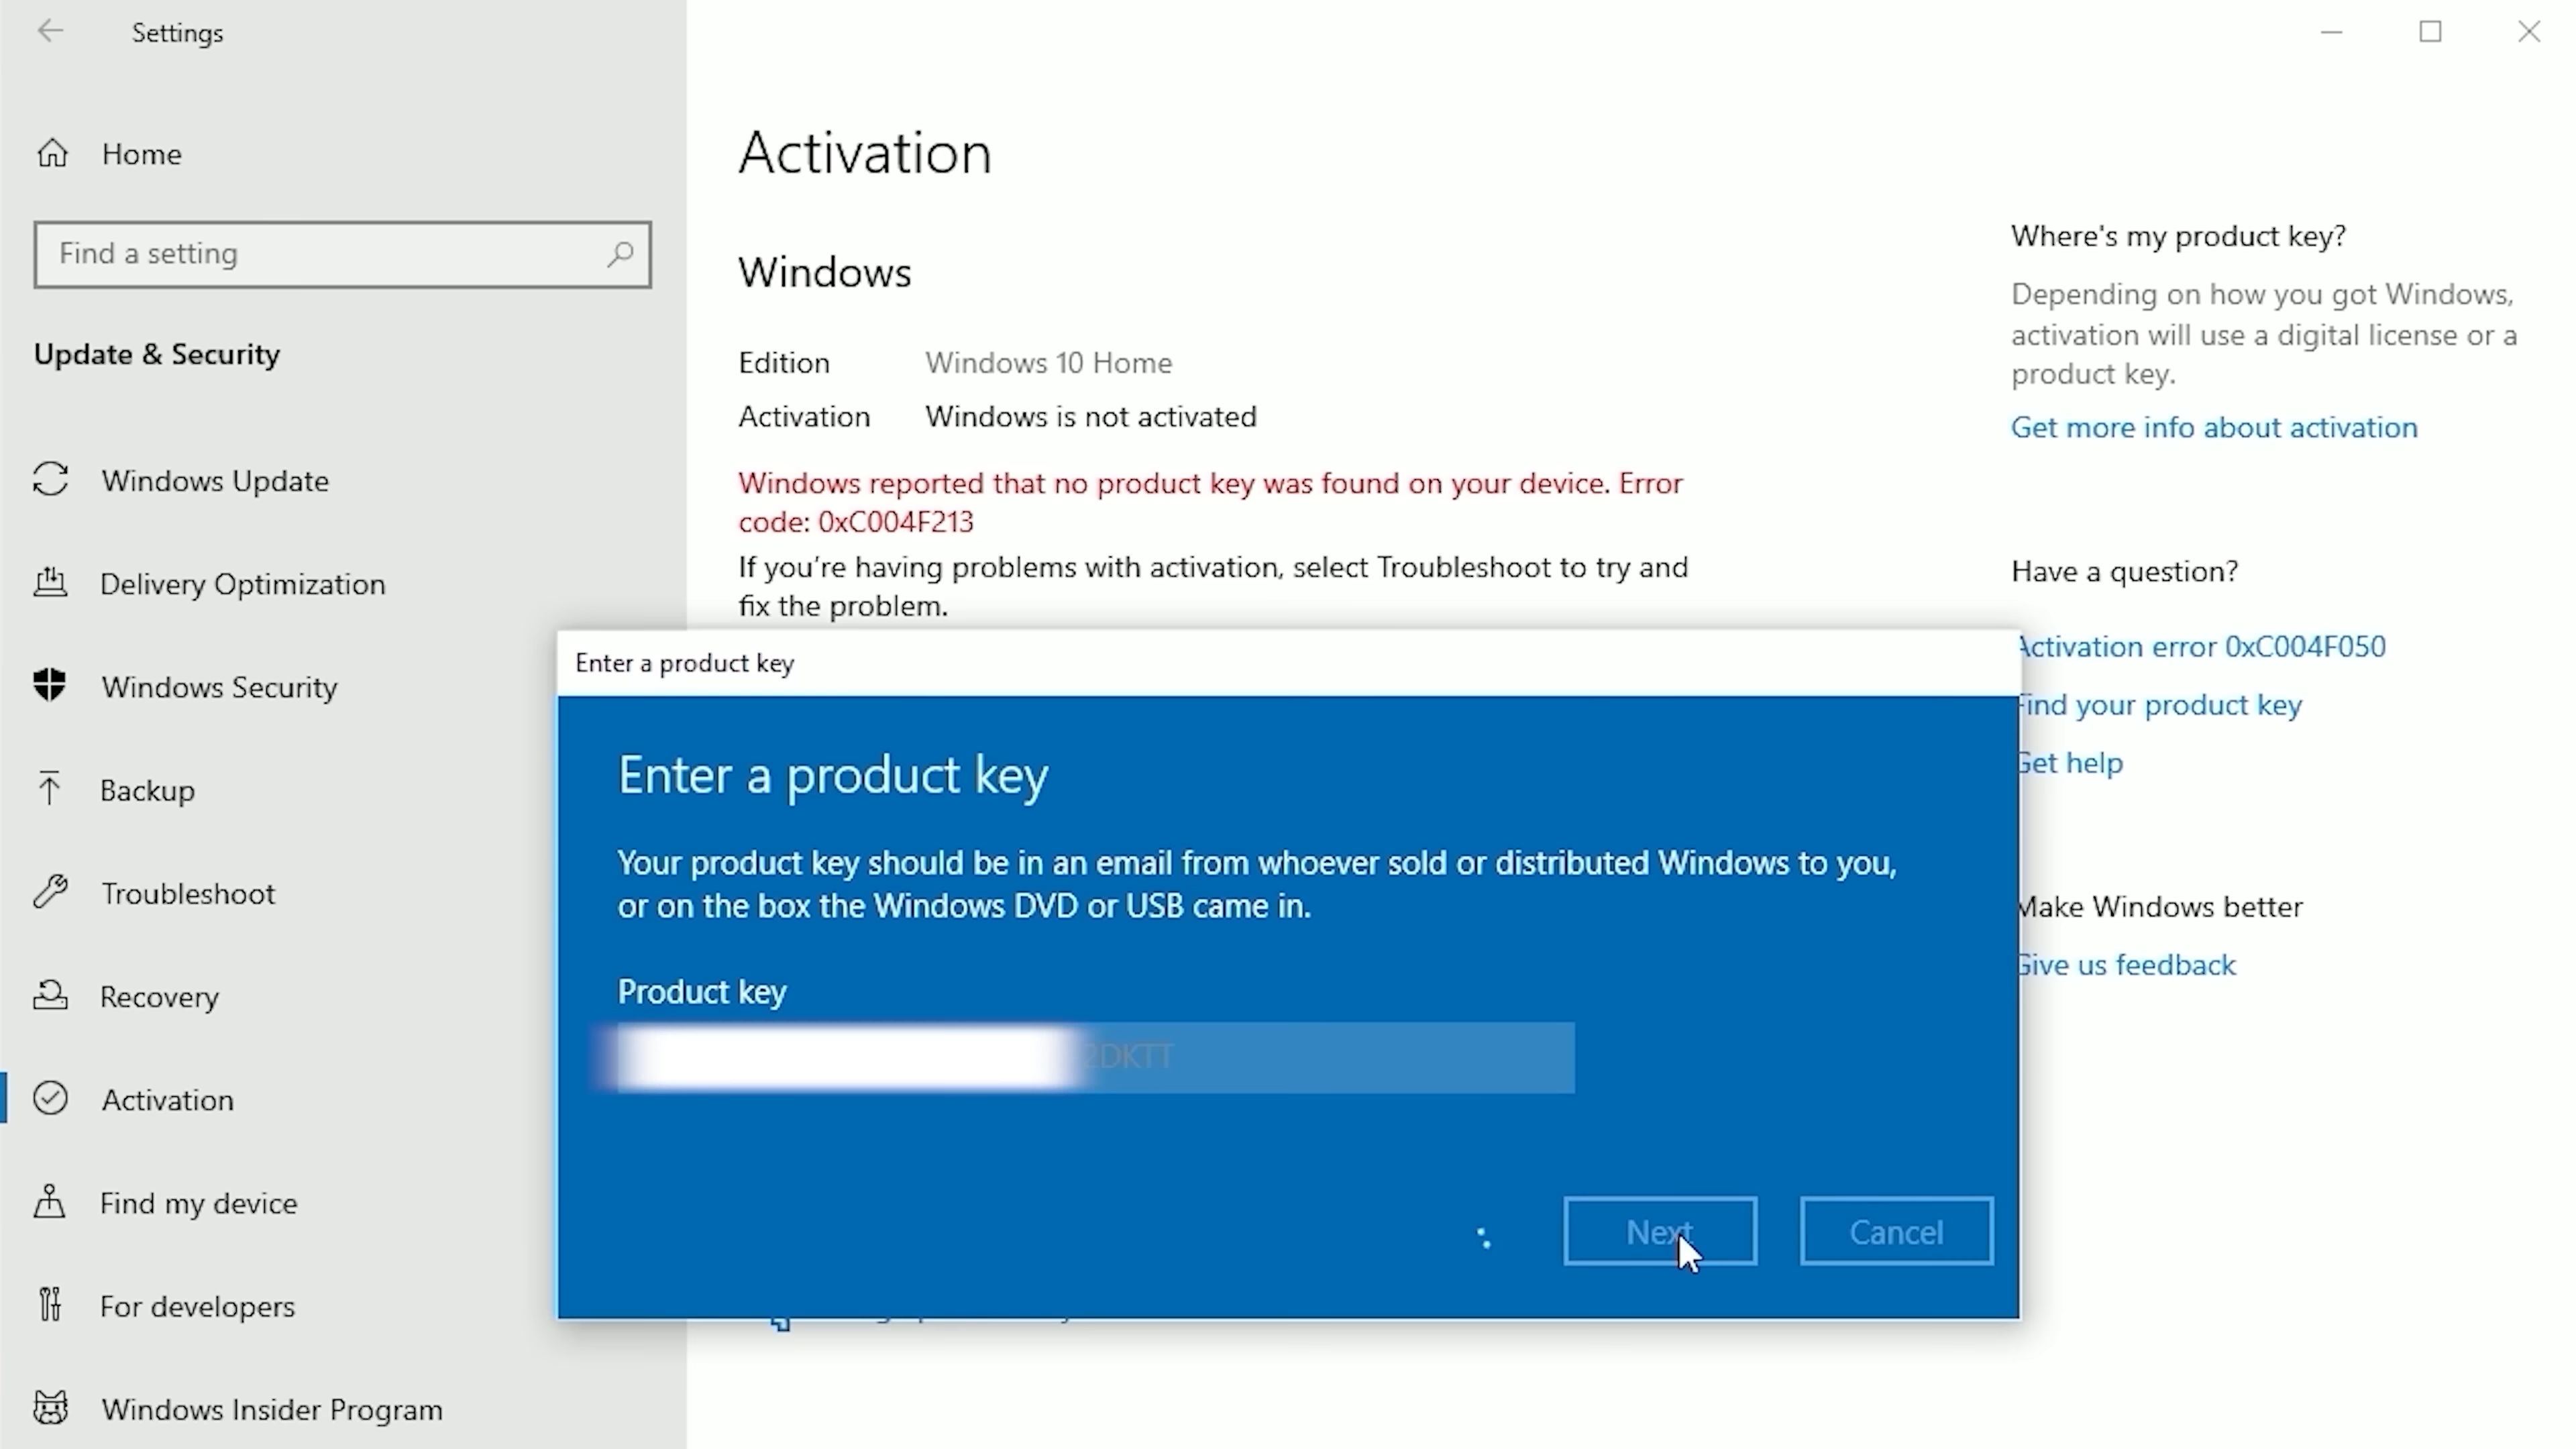 Settings
Home
Find a setting
Update & Security
Windows Update
Delivery Optimization
Windows Security
Backup
Troubleshoot
Recovery
Activation
Find my device
For developers
Windows Insider Program
Activation
Windows
Edition Windows 10 Home
Activation Windows is not activated
Windows reported that no product key was found on your device. Error
code: 0xC004F213
If you're having problems with activation, select Troubleshoot to try and
fix the problem.
Enter a product key
Enter a product key
Your product key should be in an email from whoever sold or distributed Windows to you,
or on the box the Windows DVD or USB came in.
Product key
2DKTT
Next
Cancel
Where's my product key?
Depending on how you got Windows,
activation will use a digital license or a
product key.
Get more info about activation
Have a question?
Activation error 0xC004F050
Find your product key
Get help
Make Windows better
Give us feedback